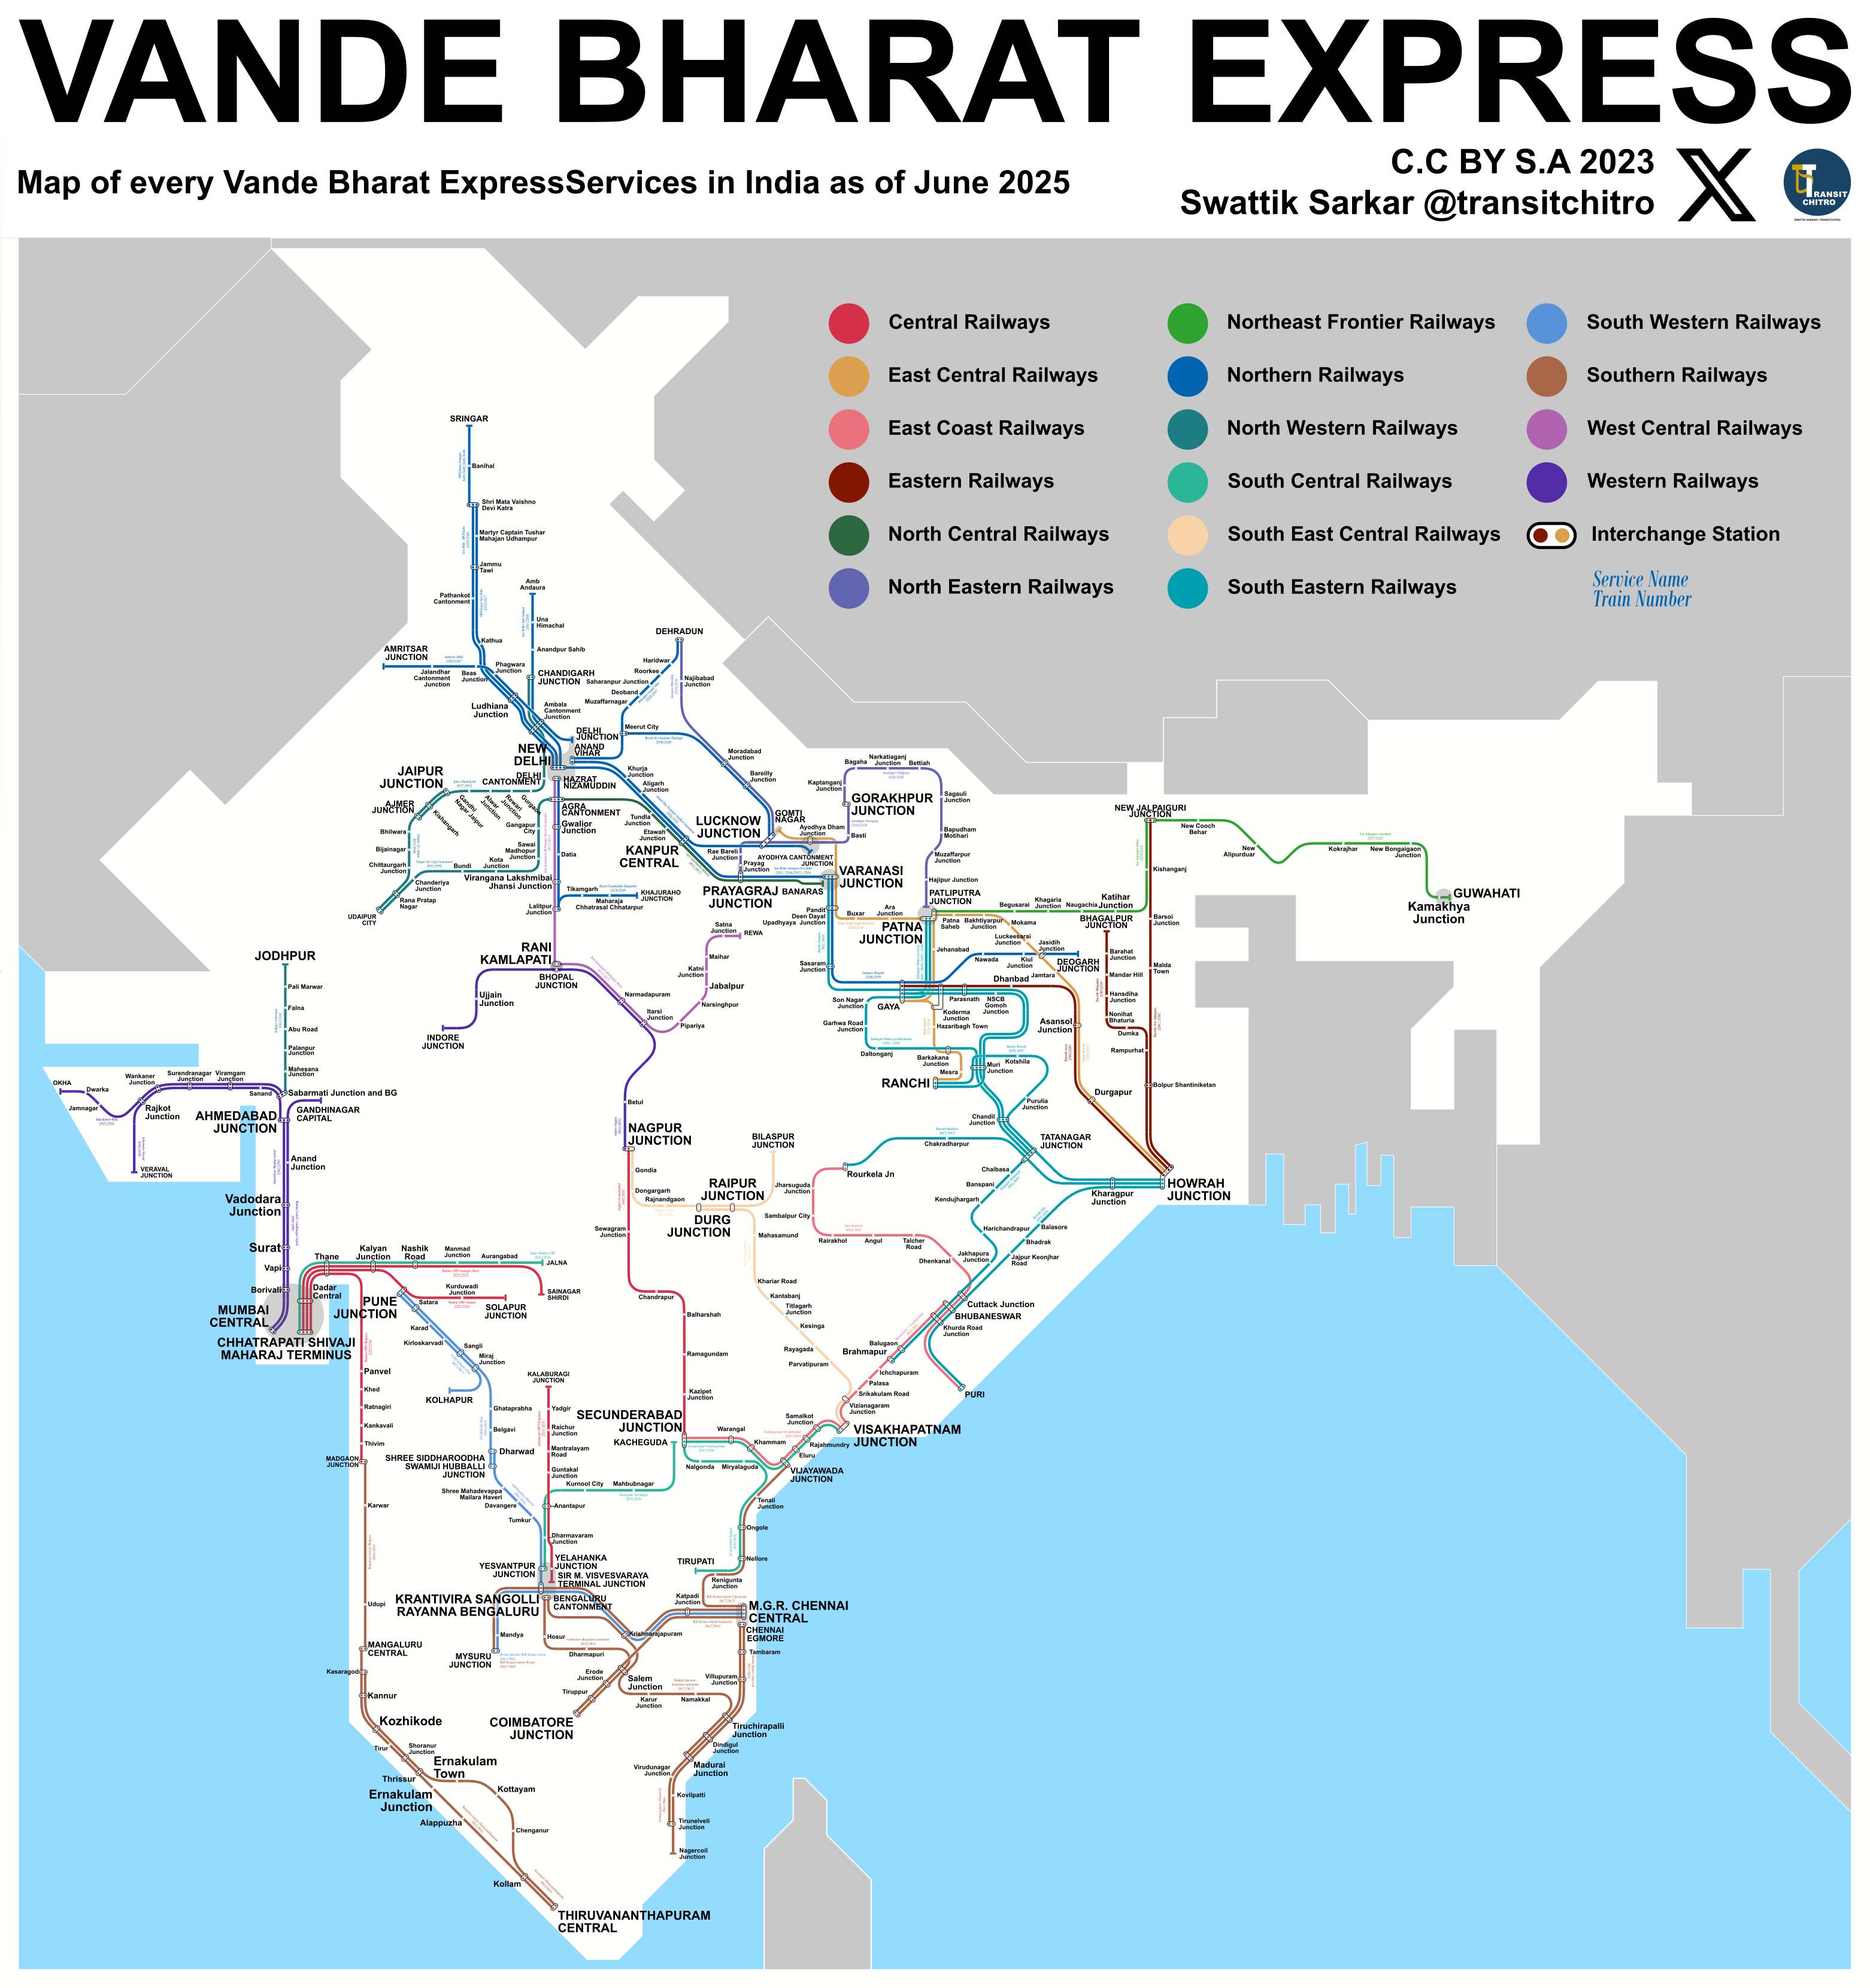 VANDE BHARAT EXPRESS
Map of every Vande Bharat ExpressServices in India as of June 2025
C.C BY S.A 2023
Swattik Sarkar @transitchitro
TRANSIT
CHITRO
Central Railways
East Central Railways
East Coast Railways
Eastern Railways
North Central Railways
North Eastern Railways
Northeast Frontier Railways
Northern Railways
North Western Railways
South Central Railways
South East Central Railways
South Eastern Railways
South Western Railways
Southern Railways
West Central Railways
Western Railways
Interchange Station
Service Name
Train Number
SRINGAR
Banihal
Shri Mata Vaishno
Devi Katra
Martyr Captain Tushar
Mahajan Udhampur
Jammu
Tawi
Pathankot
Cantonment
Kathua
Amb
Andaura
Una
Himachal
Anandpur Sahib
CHANDIGARH
JUNCTION
AMRITSAR
JUNCTION
Jalandhar
Cantonment
Junction
Beas
Junction
Phagwara
Junction
Ludhiana
Junction
Ambala
Cantonment
Junction
DELHI
JUNCTION
ANAND
VIHAR
NEW
DELHI
DELHI
CANTONMENT
HAZRAT
NIZAMUDDIN
DEHRADUN
Haridwar
Roorkee
Saharanpur Junction
Deoband
Muzaffarnagar
Meerut City
Najibabad
Junction
Moradabad
Junction
Bareilly
Junction
Khurja
Junction
Aligarh
Junction
Tundla
Junction
Etawah
Junction
KANPUR
CENTRAL
LUCKNOW
JUNCTION
GOMTI
NAGAR
Ayodhya Dham
Junction
AYODHYA CANTONMENT
JUNCTION
Rae Bareli
Junction
Prayag
Junction
PRAYAGRAJ
JUNCTION
BANARAS
VARANASI
JUNCTION
Basti
GORAKHPUR
JUNCTION
Kaptanganj
Junction
Bagaha
Narkatiaganj
Junction
Bettiah
Sagauli
Junction
Bapudham
Motihari
Muzaffarpur
Junction
Hajipur Junction
PATLIPUTRA
JUNCTION
PATNA
JUNCTION
Pandit
Deen Dayal
Upadhyaya Junction
Buxar
Ara
Junction
Patna
Saheb
Bakhtiyarpur
Junction
Mokama
Luckeesarai
Junction
Jasidih
Junction
Kiul
Junction
Nawada
Jehanabad
DEOGARH
JUNCTION
Jamtara
Begusarai
Khagaria
Junction
Naugachia
Katihar
Junction
NEW JALPAIGURI
JUNCTION
New Cooch
Behar
New
Alipurduar
Kokrajhar
New Bongaigaon
Junction
GUWAHATI
Kamakhya
Junction
Kishanganj
Barsoi
Junction
Malda
Town
Rampurhat
Bolpur Shantiniketan
BHAGALPUR
JUNCTION
Barahat
Junction
Mandar Hill
Hansdiha
Junction
Nonihat
Bhaturia
Dumka
Sasaram
Junction
Son Nagar
Junction
Garhwa Road
Junction
Daltonganj
GAYA
Koderma
Junction
Hazaribagh Town
Parasnath
NSCB
Gomoh
Junction
Dhanbad
Asansol
Junction
Durgapur
Barkakana
Junction
Mesra
RANCHI
Muri
Junction
Kotshila
Purulia
Junction
Chandil
Junction
TATANAGAR
JUNCTION
Chakradharpur
Rourkela Jn
Chaibasa
Banspani
Kendujhargarh
Harichandrapur
Jakhapura
Junction
Kharagpur
Junction
HOWRAH
JUNCTION
Balasore
Bhadrak
Jajpur Keonjhar
Road
Jharsuguda
Junction
Sambalpur City
Rairakhol
Angul
Talcher
Road
Dhenkanal
Cuttack Junction
BHUBANESWAR
Khurda Road
Junction
PURI
Balugaon
Brahmapur
Ichchapuram
Palasa
Srikakulam Road
Vizianagaram
Junction
VISAKHAPATNAM
JUNCTION
JAIPUR
JUNCTION
Gurgaon
Rewari
Junction
Alwar
Junction
Gandhi
Nagar Jaipur
AJMER
JUNCTION
Kishangarh
Bhilwara
Bijainagar
Chittaurgarh
Junction
Chanderiya
Junction
Rana Pratap
Nagar
UDAIPUR
CITY
Bundi
Kota
Junction
Sawai
Madhopur
Junction
Gangapur
City
AGRA
CANTONMENT
Gwalior
Junction
Datia
Virangana Lakshmibai
Jhansi Junction
Lalitpur
Junction
Tikamgarh
Maharaja
Chhatrasal Chhatarpur
KHAJURAHO
JUNCTION
RANI
KAMLAPATI
BHOPAL
JUNCTION
Ujjain
Junction
INDORE
JUNCTION
Narmadapuram
Itarsi
Junction
Pipariya
Narsinghpur
Jabalpur
Katni
Junction
Maihar
Satna
Junction
REWA
Betul
NAGPUR
JUNCTION
Gondia
Dongargarh
Rajnandgaon
DURG
JUNCTION
RAIPUR
JUNCTION
BILASPUR
JUNCTION
Mahasamund
Khariar Road
Kantabanj
Titlagarh
Junction
Kesinga
Rayagada
Parvatipuram
Sewagram
Junction
Chandrapur
Balharshah
Ramagundam
Kazipet
Junction
SECUNDERABAD
JUNCTION
KACHEGUDA
Warangal
Khammam
Samalkot
Junction
Rajahmundry
Eluru
VIJAYAWADA
JUNCTION
Nalgonda
Miryalaguda
Tenali
Junction
Ongole
Nellore
TIRUPATI
Renigunta
Junction
JODHPUR
Pali Marwar
Falna
Abu Road
Palanpur
Junction
Mahesana
Junction
Sabarmati Junction and BG
GANDHINAGAR
CAPITAL
OKHA
Dwarka
Jamnagar
Wankaner
Junction
Rajkot
Junction
Surendranagar
Junction
Viramgam
Junction
Sanand
VERAVAL
JUNCTION
AHMEDABAD
JUNCTION
Anand
Junction
Vadodara
Junction
Surat
Vapi
Borivali
MUMBAI
CENTRAL
CHHATRAPATI SHIVAJI
MAHARAJ TERMINUS
Dadar
Central
Thane
Kalyan
Junction
Nashik
Road
Manmad
Junction
Aurangabad
JALNA
SAINAGAR
SHIRDI
Kurduwadi
Junction
SOLAPUR
JUNCTION
PUNE
JUNCTION
Satara
Karad
Kirloskarvadi
Sangli
Miraj
Junction
KOLHAPUR
Ghataprabha
Belgavi
Dharwad
SHREE SIDDHAROODHA
SWAMIJI HUBBALLI
JUNCTION
Shree Mahadevappa
Mailara Haveri
Davangere
Tumkur
Panvel
Khed
Ratnagiri
Kankavali
Thivim
MADGAON
JUNCTION
Karwar
Udupi
MANGALURU
CENTRAL
Kasaragod
Kannur
Kozhikode
Tirur
Shoranur
Junction
Thrissur
Ernakulam
Town
Ernakulam
Junction
Kottayam
Alappuzha
Chenganur
Kollam
THIRUVANANTHAPURAM
CENTRAL
KALABURAGI
JUNCTION
Yadgir
Raichur
Junction
Mantralayam
Road
Guntakal
Junction
Kurnool City
Mahbubnagar
Anantapur
Dharmavaram
Junction
YELAHANKA
JUNCTION
YESVANTPUR
JUNCTION
SIR M. VISVESVARAYA
TERMINAL JUNCTION
KRANTIVIRA SANGOLLI
RAYANNA BENGALURU
BENGALURU
CANTONMENT
Mandya
MYSURU
JUNCTION
Hosur
Dharmapuri
Krishnarajapuram
Katpadi
Junction
M.G.R. CHENNAI
CENTRAL
CHENNAI
EGMORE
Tambaram
Villupuram
Junction
Salem
Junction
Erode
Junction
Tiruppur
COIMBATORE
JUNCTION
Karur
Junction
Namakkal
Tiruchirapalli
Junction
Dindigul
Junction
Madurai
Junction
Virudunagar
Junction
Kovilpatti
Tirunelveli
Junction
Nagercoil
Junction